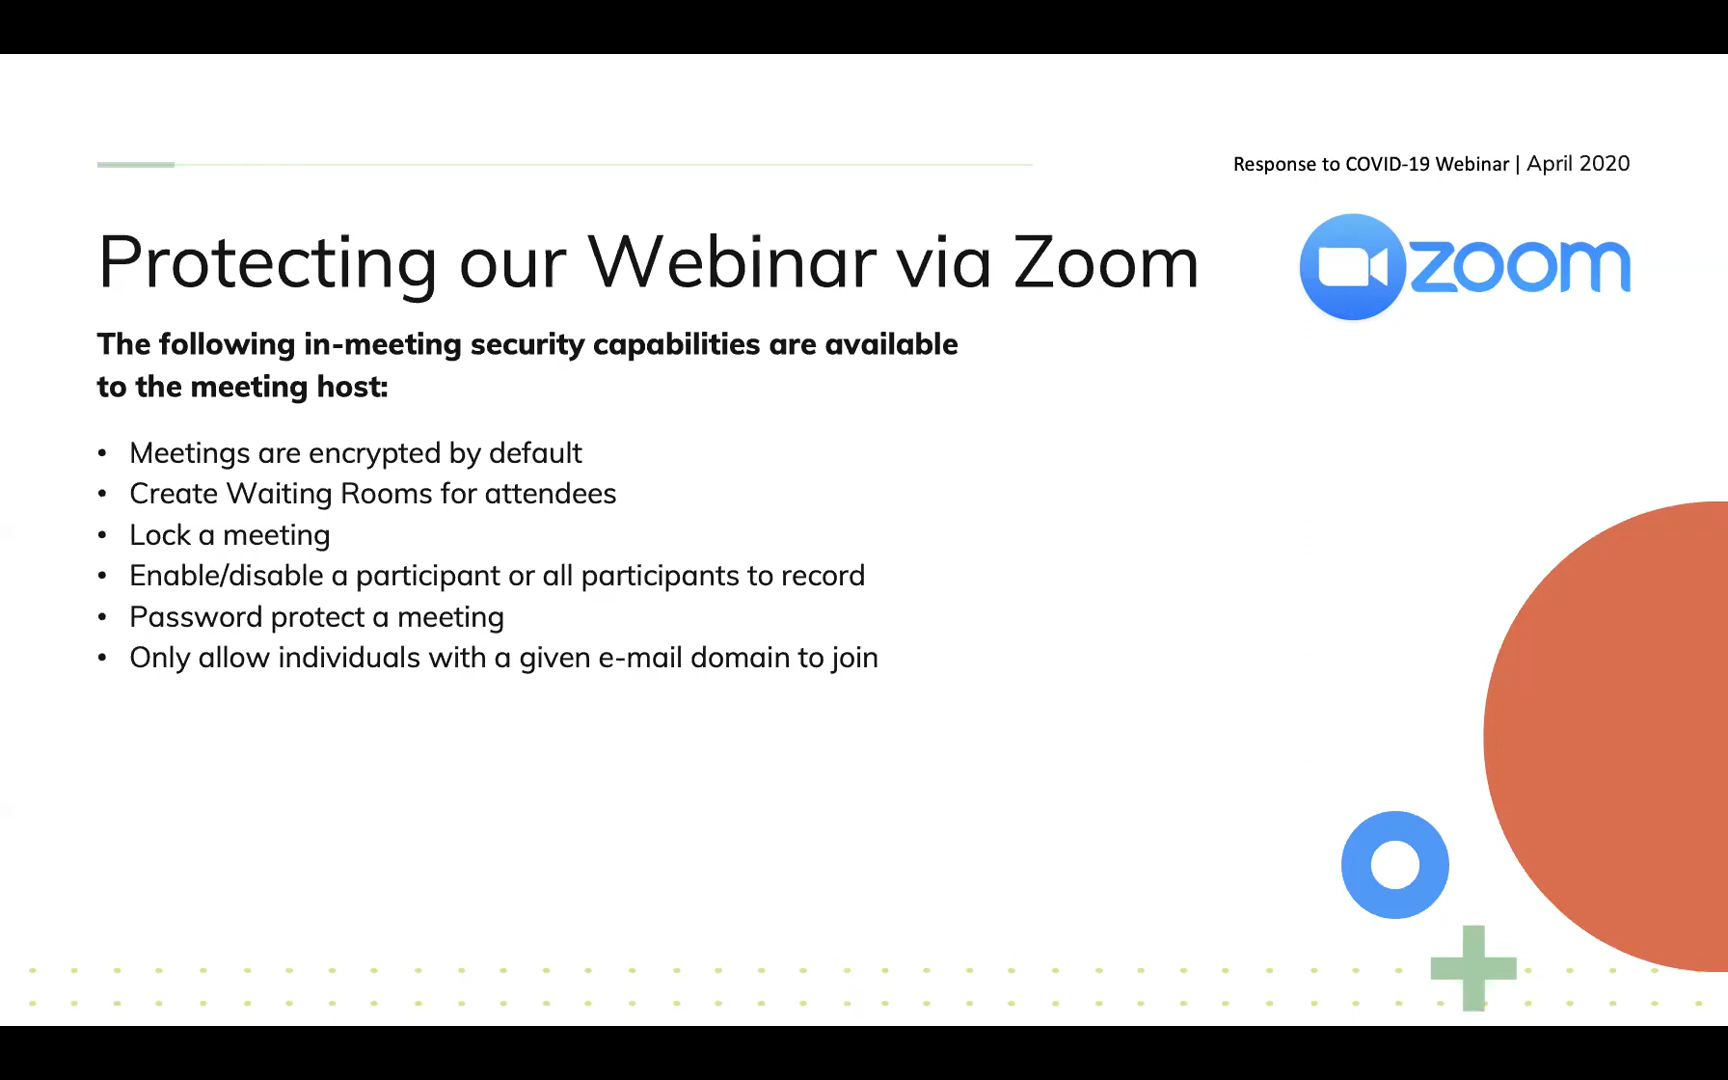 Response to COVID-19 Webinar | April 2020
Protecting our Webinar via Zoom
zoom
The following in-meeting security capabilities are available
to the meeting host:
• Meetings are encrypted by default
• Create Waiting Rooms for attendees
• Lock a meeting
• Enable/disable a participant or all participants to record
• Password protect a meeting
• Only allow individuals with a given e-mail domain to join